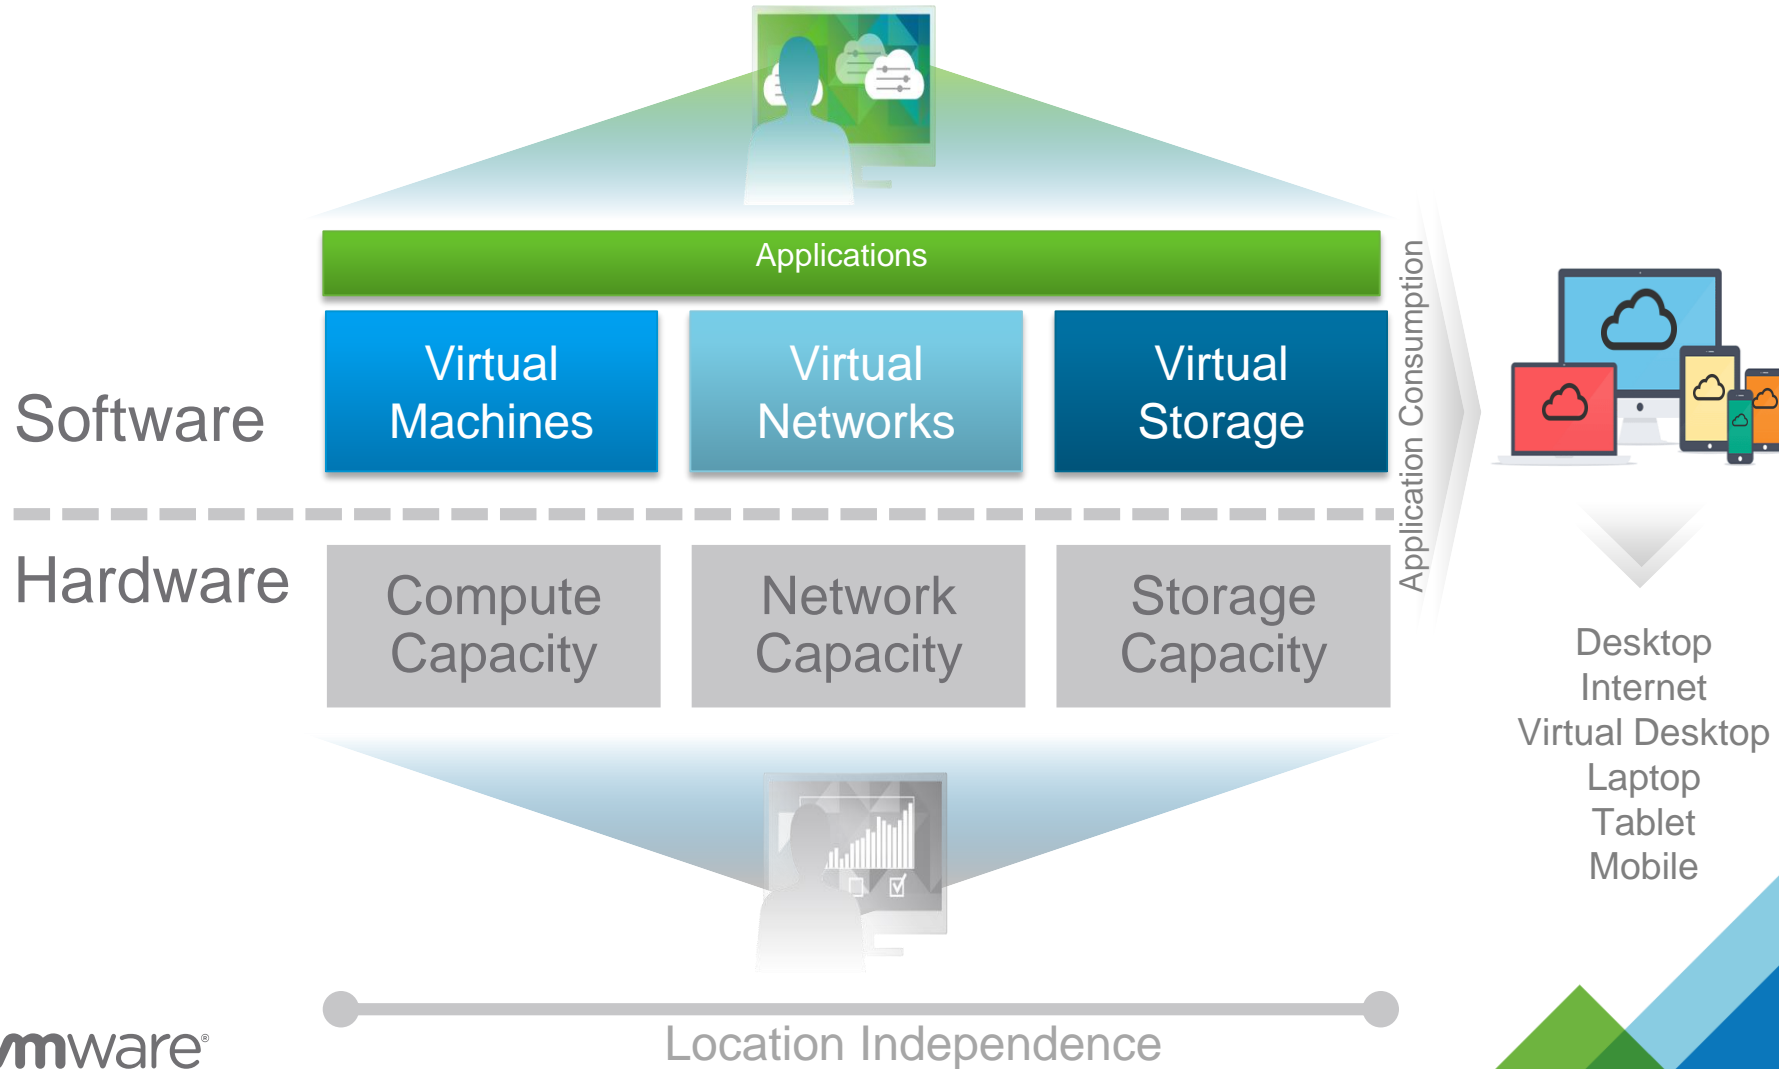 Applications
Virtual
Machines
Virtual
Networks
Virtual
Storage
Software
Application Consumption
Hardware
Compute
Capacity
Network
Capacity
Storage
Capacity
Desktop
Internet
Virtual Desktop
Laptop
Tablet
Mobile
Location Independence
vmware®